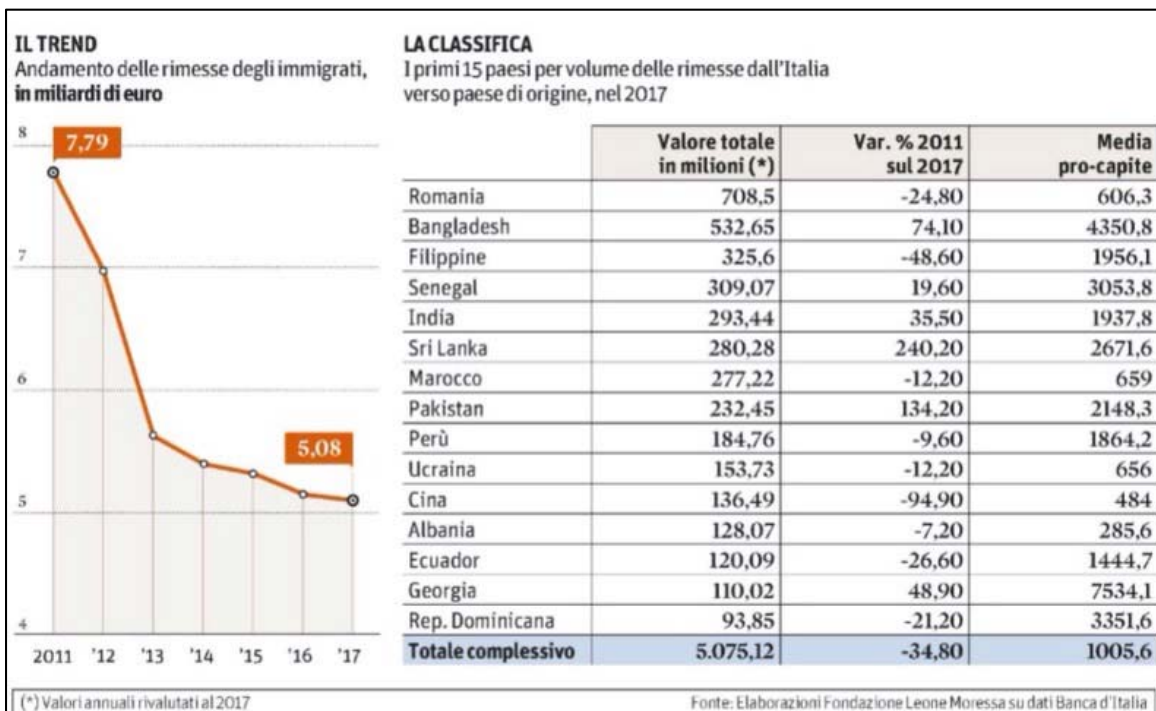 IL TREND
Andamento delle rimesse degli immigrati,
in miliardi di euro
8
7,79
7
6
5,08
5
4
2011 '12 '13 '14 '15 '16 '17
LA CLASSIFICA
I primi 15 paesi per volume delle rimesse dall'Italia
verso paese di origine, nel 2017
Valore totale in milioni (*) Var. % 2011 sul 2017 Media pro-capite
Romania 708,5 -24,80 606,3
Bangladesh 532,65 74,10 4350,8
Filippine 325,6 -48,60 1956,1
Senegal 309,07 19,60 3053,8
India 293,44 35,50 1937,8
Sri Lanka 280,28 240,20 2671,6
Marocco 277,22 -12,20 659
Pakistan 232,45 134,20 2148,3
Perù 184,76 -9,60 1864,2
Ucraina 153,73 -12,20 656
Cina 136,49 -94,90 484
Albania 128,07 -7,20 285,6
Ecuador 120,09 -26,60 1444,7
Georgia 110,02 48,90 7534,1
Rep. Dominicana 93,85 -21,20 3351,6
Totale complessivo 5.075,12 -34,80 1005,6
(*) Valori annuali rivalutati al 2017
Fonte: Elaborazioni Fondazione Leone Moressa su dati Banca d'Italia